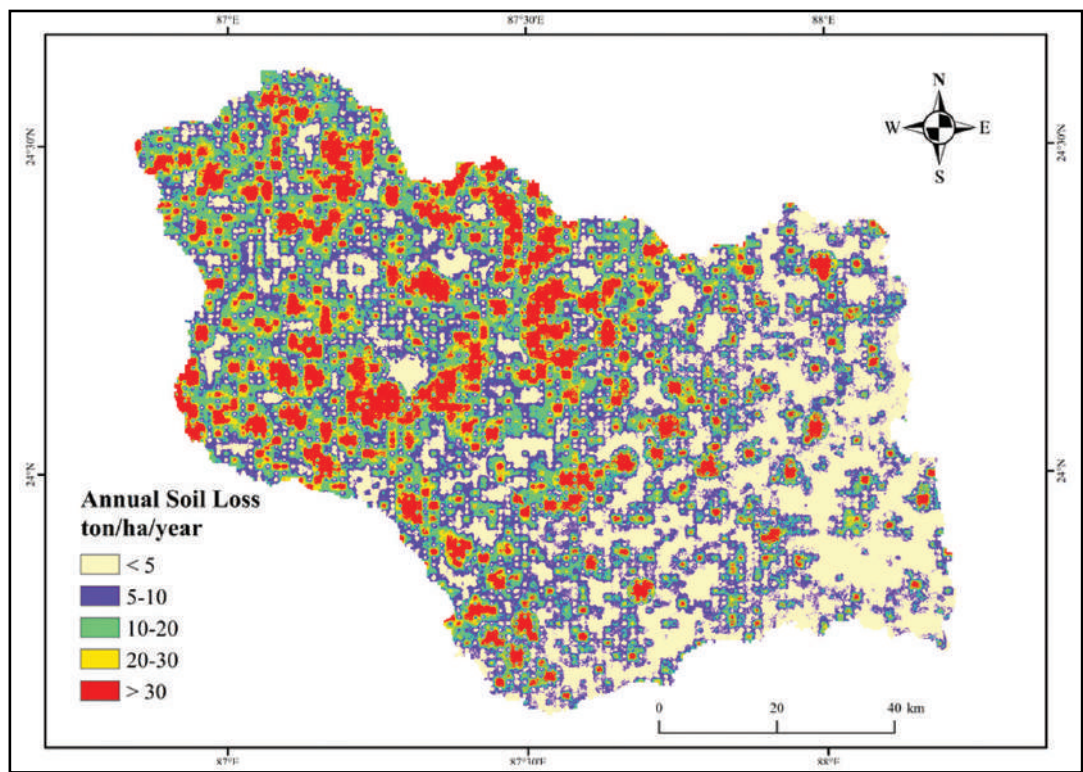 87°E 87°30'E 88°E
N
W E
S
24°30'N 24°30'N
24°N 24°N
Annual Soil Loss
ton/ha/year
< 5
5-10
10-20
20-30
> 30
0 20 40 km
87°E 87°30'E 88°E